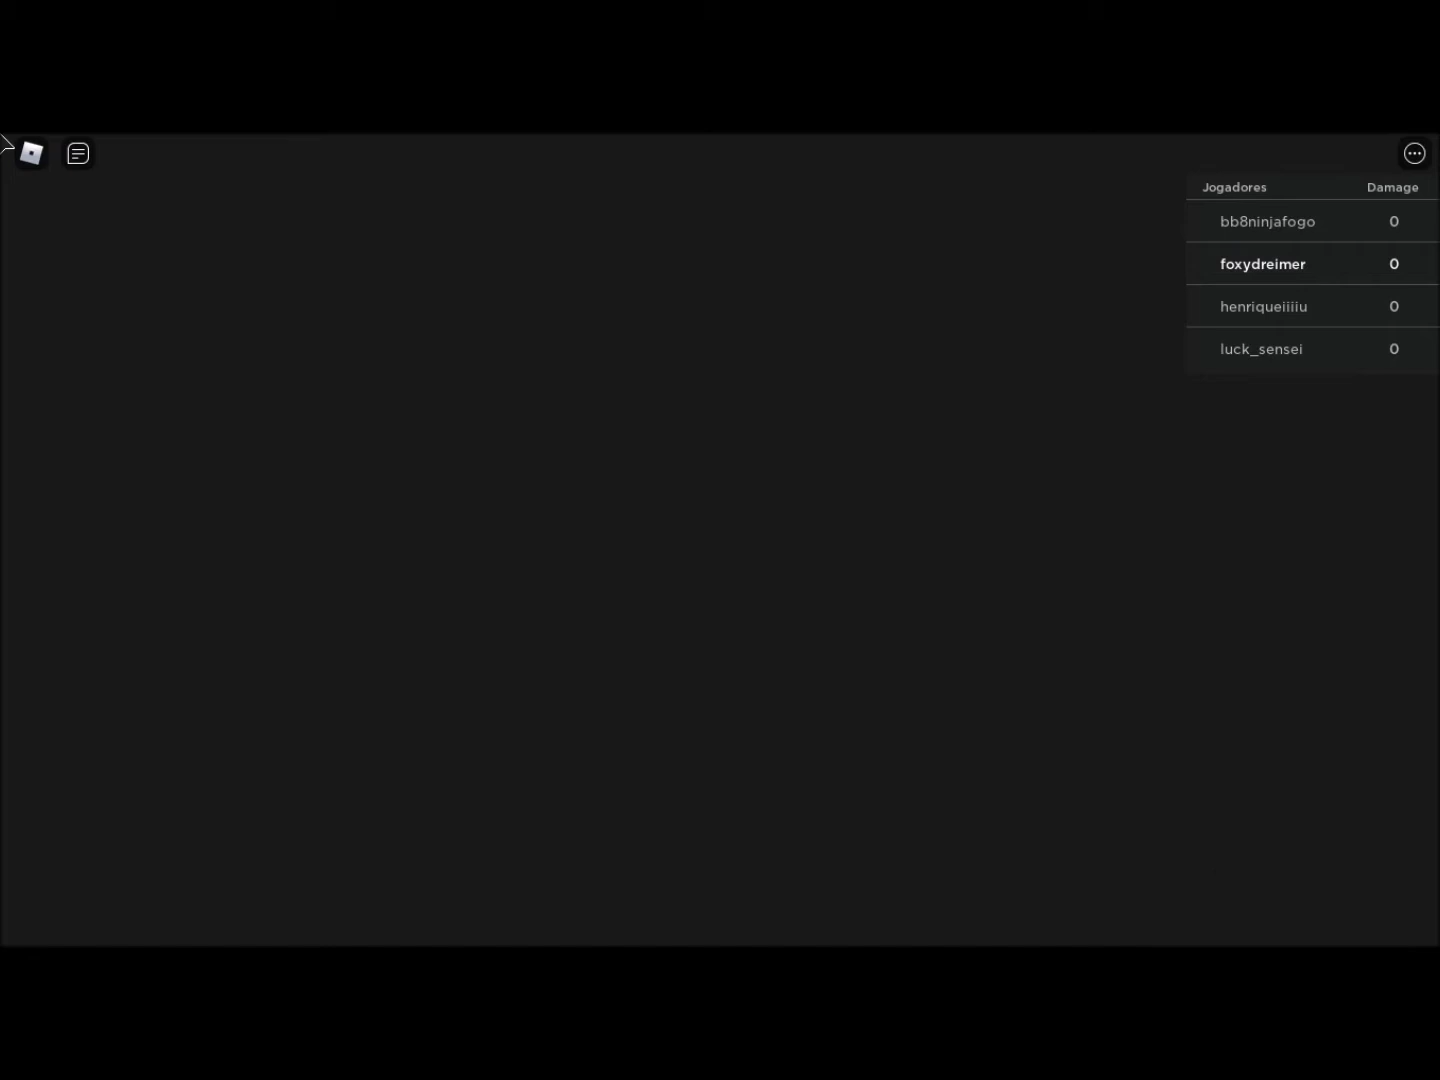 Jogadores Damage
bb8ninjafogo 0
foxydreimer 0
henriqueiiiiu 0
luck_sensei 0